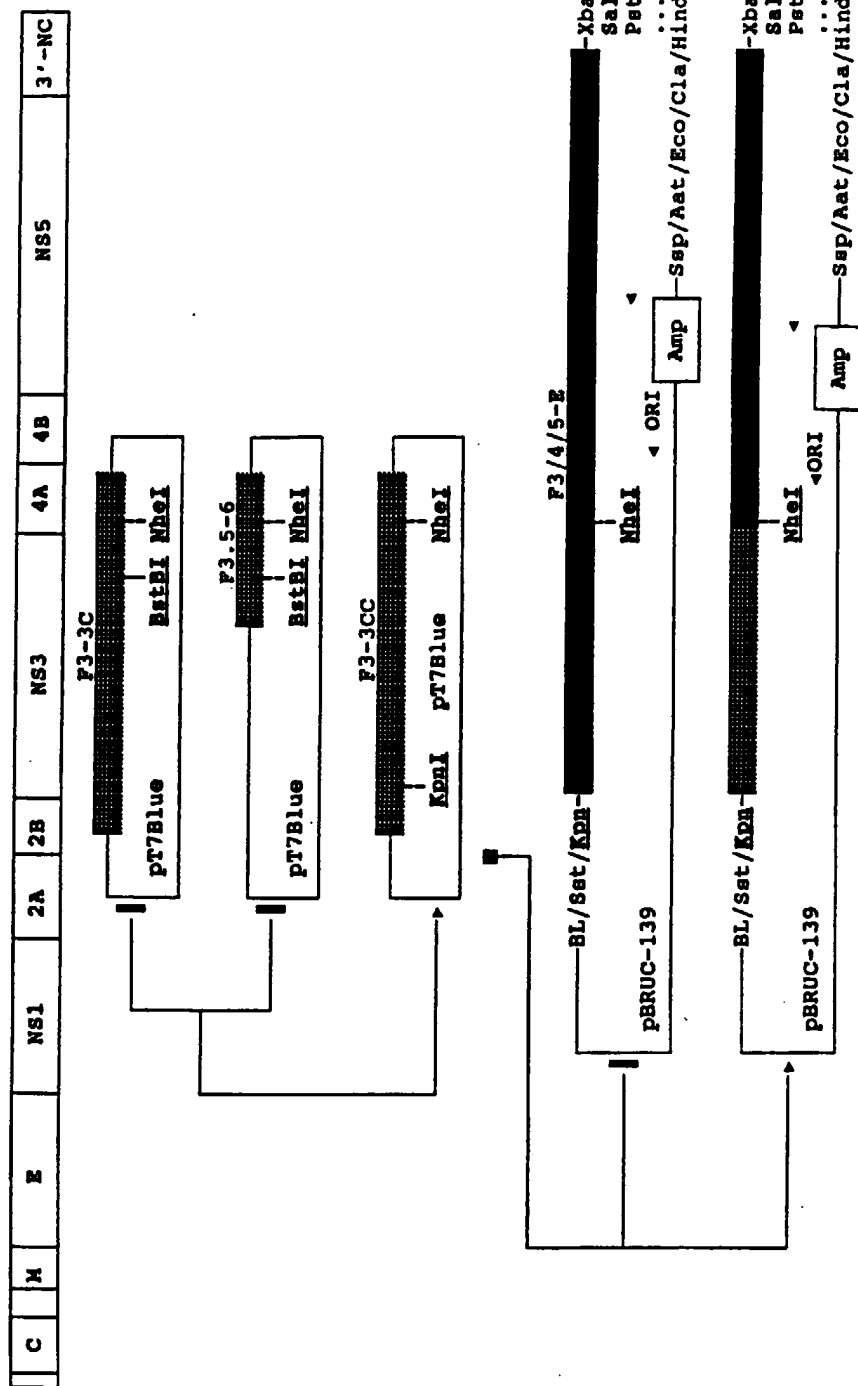 C M E NS1 2A 2B NS3 4A 4B NS5 3'-NC
F3-3C
BstBI NheI
pT7Blue
F3.5-6
BstBI NheI
pT7Blue
F3-3CC
KpnI NheI
pT7Blue
F3/4/5-E
BL/Sst/Kpn
Xba
Sal
Pst
...
NheI
ORI
pBRUC-139
Amp
Ssp/Aat/Eco/Cla/Hind
BL/Sst/Kpn
Xba
Sal
Pst
...
NheI
ORI
pBRUC-139
Amp
Ssp/Aat/Eco/Cla/Hind